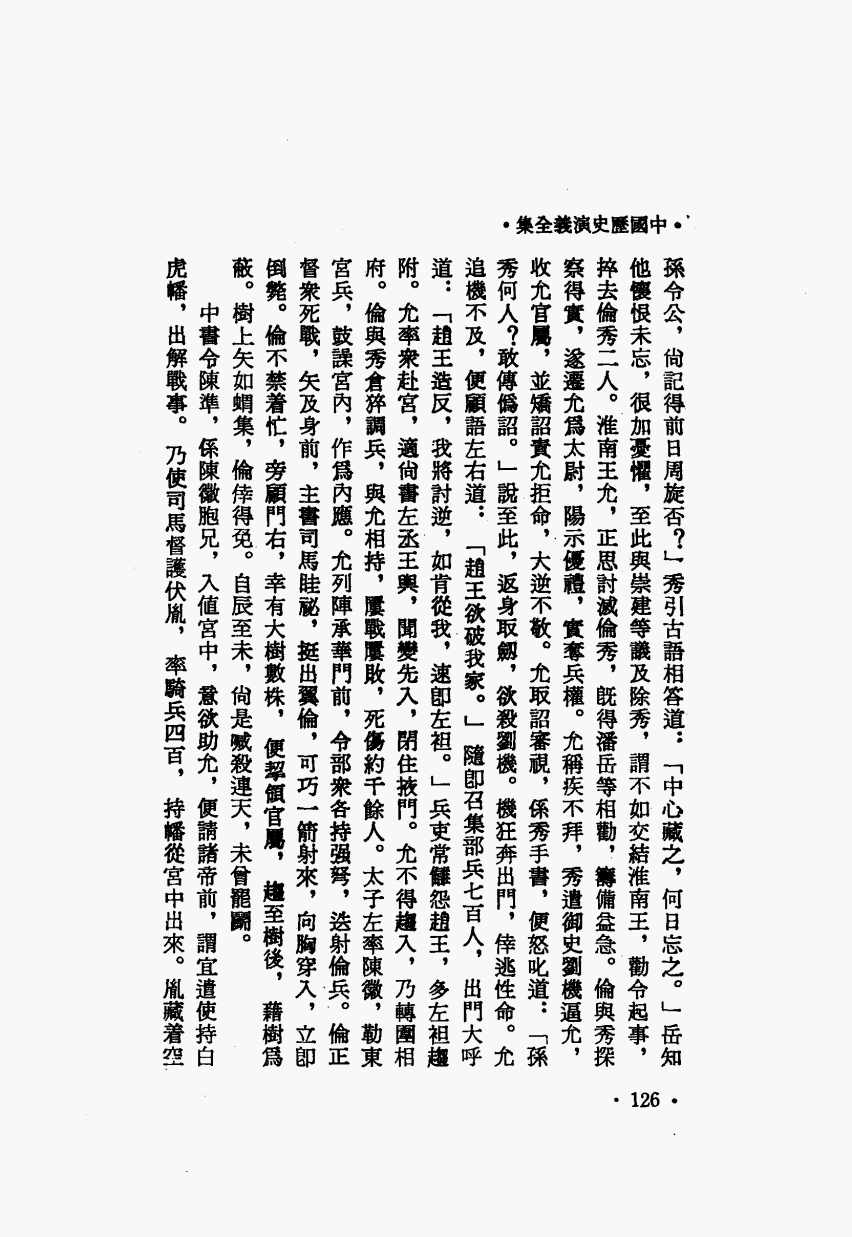 •中國歷史演義全集•
孫令公，尙記得前日周旋否？」秀引古語相答道：「中心藏之，何日忘之。」岳知
他懷恨未忘，很加憂懼，至此與崇建等議及除秀，謂不如交結淮南王，勸令起事，
捽去倫秀二人。淮南王允，正思討滅倫秀，旣得潘岳等相勸，籌備益急。倫與秀探
察得實，遂遷允爲太尉，陽示優禮，實奪兵權。允稱疾不拜，秀遣御史劉機逼允，
收允官屬，並矯詔責允拒命，大逆不敬。允取詔審視，係秀手書，便怒叱道：「孫
秀何人？敢傳僞詔。」說至此，返身取劒，欲殺劉機。機狂奔出門，倖逃性命。允
追機不及，便顧語左右道：「趙王欲破我家。」隨卽召集部兵七百人，出門大呼
道：「趙王造反，我將討逆，如肯從我，速卽左袒。」兵吏常讎怨趙王，多左袒趨
附。允率衆赴宮，適尙書左丞王輿，聞變先入，閉住掖門。允不得趨入，乃轉圍相
府。倫與秀倉猝調兵，與允相持，屢戰屢敗，死傷約千餘人。太子左率陳徽，勒東
宮兵，鼓譟宮內，作爲內應。允列陣承華門前，令部衆各持强弩，迭射倫兵。倫正
督衆死戰，矢及身前，主書司馬眭祕，挺出翼倫，可巧一箭射來，向胸穿入，立卽
倒斃。倫不禁着忙，旁顧門右，幸有大樹數株，便挈領官屬，趨至樹後，藉樹爲
蔽。樹上矢如蝟集，倫倖得免。自辰至未，尙是喊殺連天，未曾罷鬭。
中書令陳準，係陳徽胞兄，入値宮中，意欲助允，便請諸帝前，謂宜遣使持白
虎幡，出解戰事。乃使司馬督護伏胤，率騎兵四百，持幡從宮中出來。胤藏着空
•126•